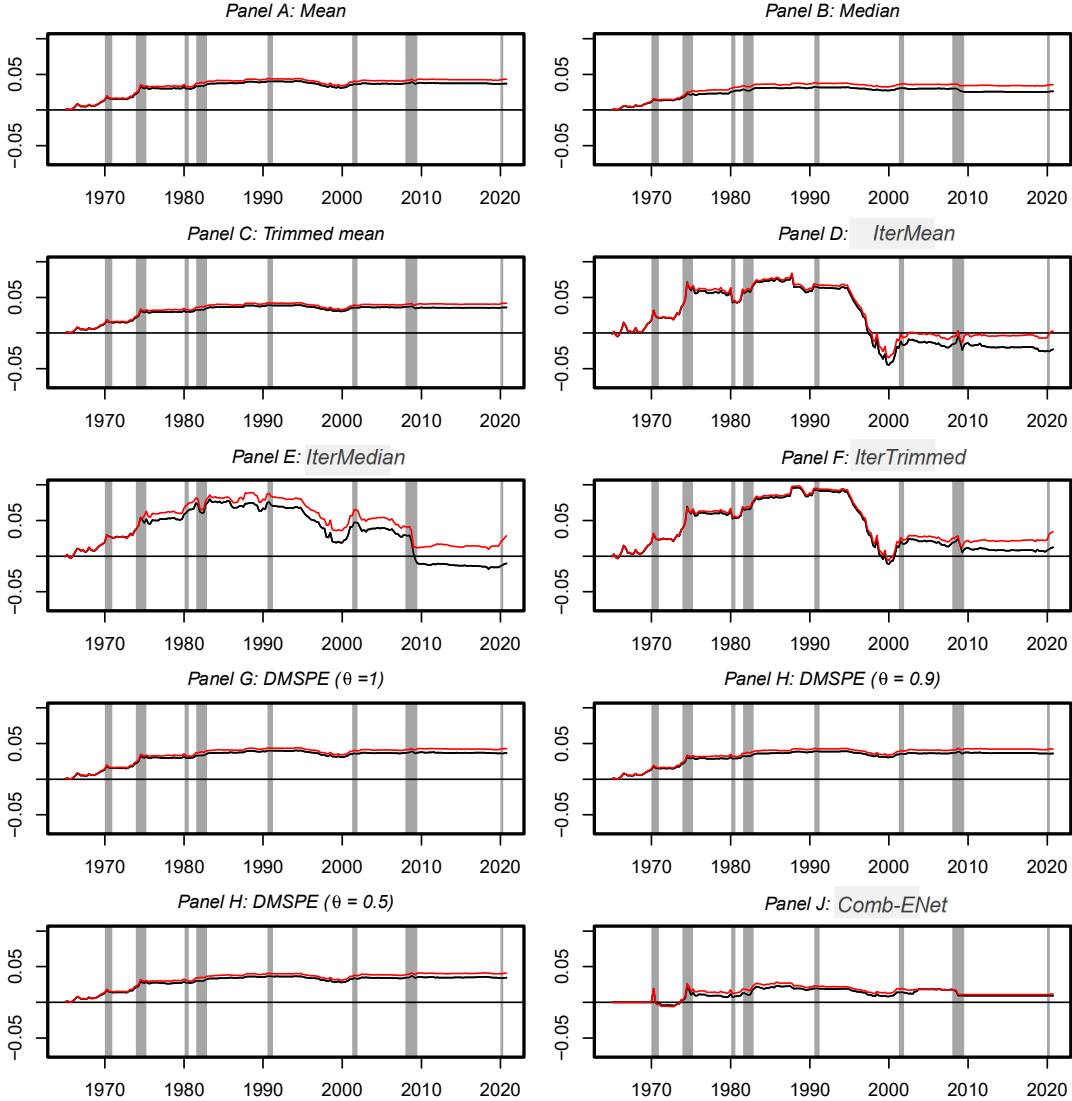 Panel A: Mean
Panel B: Median
0.05
-0.05
1970 1980 1990 2000 2010 2020
0.05
-0.05
1970 1980 1990 2000 2010 2020
Panel C: Trimmed mean
Panel D: IterMean
0.05
-0.05
1970 1980 1990 2000 2010 2020
0.05
-0.05
1970 1980 1990 2000 2010 2020
Panel E: IterMedian
Panel F: IterTrimmed
0.05
-0.05
1970 1980 1990 2000 2010 2020
0.05
-0.05
1970 1980 1990 2000 2010 2020
Panel G: DMSPE (θ =1)
Panel H: DMSPE (θ = 0.9)
0.05
-0.05
1970 1980 1990 2000 2010 2020
0.05
-0.05
1970 1980 1990 2000 2010 2020
Panel H: DMSPE (θ = 0.5)
Panel J: Comb-ENet
0.05
-0.05
1970 1980 1990 2000 2010 2020
0.05
-0.05
1970 1980 1990 2000 2010 2020